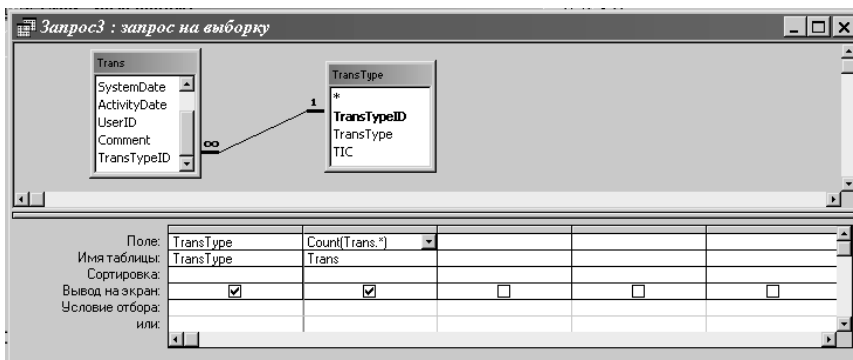 Запрос3 : запрос на выборку
Trans
SystemDate
ActivityDate
UserID
Comment
TransTypeID
∞
1
TransType
*
TransTypeID
TransType
TIC
Поле: TransType Count(Trans.*)
Имя таблицы: TransType Trans
Сортировка:
Вывод на экран:
Условие отбора:
или: